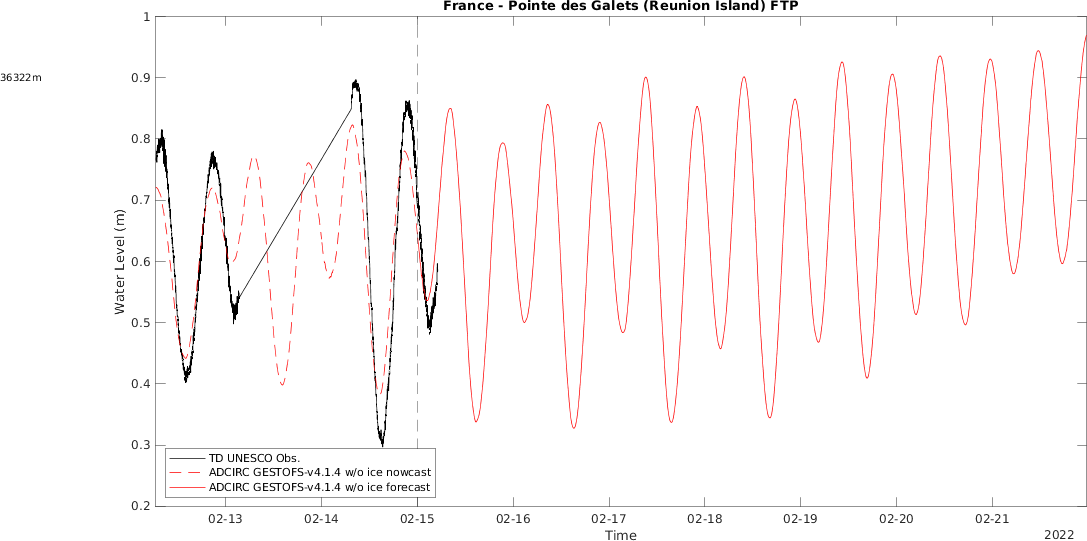 France - Pointe des Galets (Reunion Island) FTP
36322m
1
0.9
0.8
0.7
0.6
0.5
0.4
0.3
0.2
Water Level (m)
TD UNESCO Obs.
ADCIRC GESTOFS-v4.1.4 w/o ice nowcast
ADCIRC GESTOFS-v4.1.4 w/o ice forecast
02-13 02-14 02-15 02-16 02-17 02-18 02-19 02-20 02-21
Time
2022